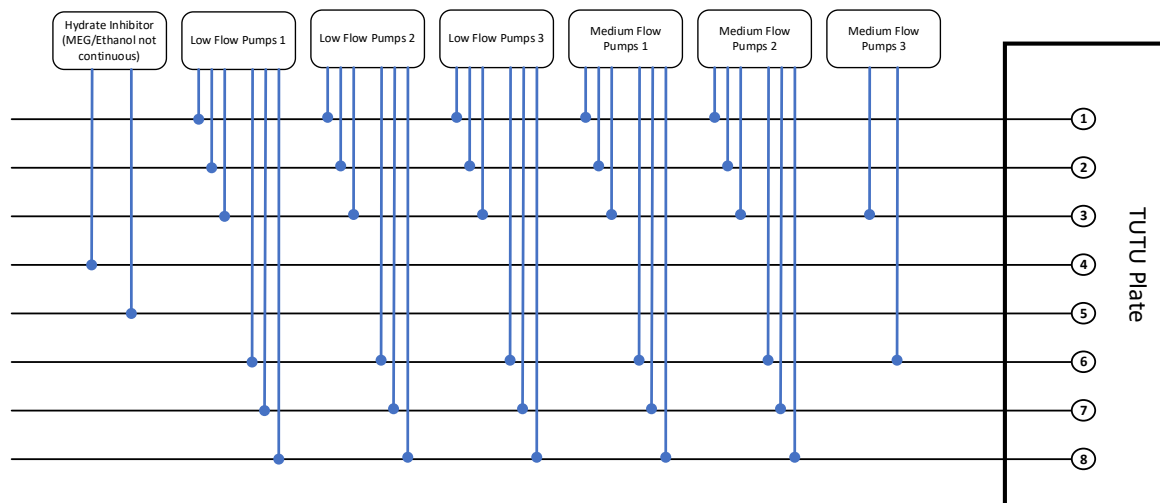 Hydrate Inhibitor
(MEG/Ethanol not
continuous)
Low Flow Pumps 1
Low Flow Pumps 2
Low Flow Pumps 3
Medium Flow
Pumps 1
Medium Flow
Pumps 2
Medium Flow
Pumps 3
1
2
3
4
5
6
7
8
TUTU Plate